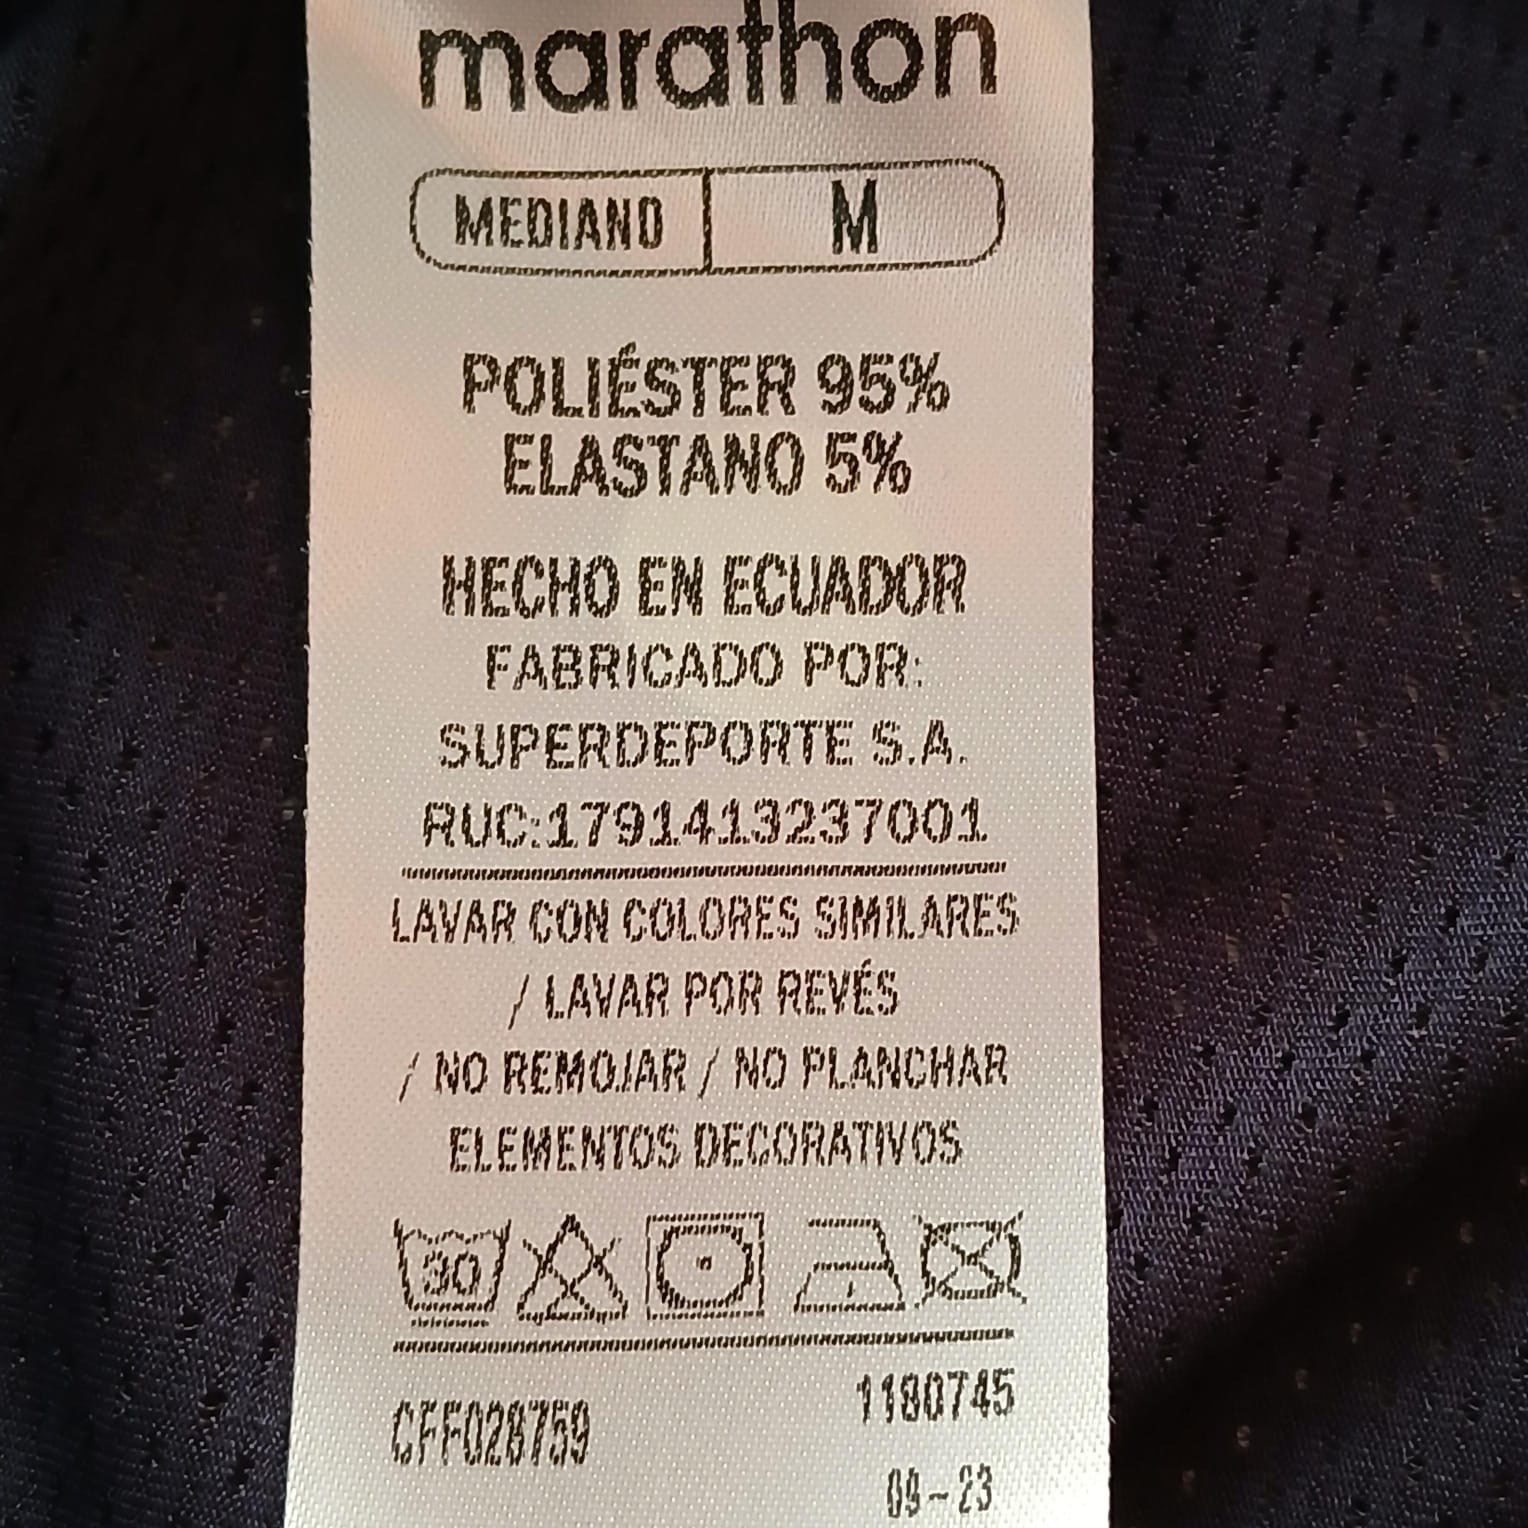 marathon
MEDIANO M
POLIÉSTER 95%
ELASTANO 5%
HECHO EN ECUADOR
FABRICADO POR:
SUPERDEPORTE S.A.
RUC:1791413237001
LAVAR CON COLORES SIMILARES
/ LAVAR POR REVÉS
/ NO REMOJAR / NO PLANCHAR
ELEMENTOS DECORATIVOS
30
CFF028759
1180745
09-23